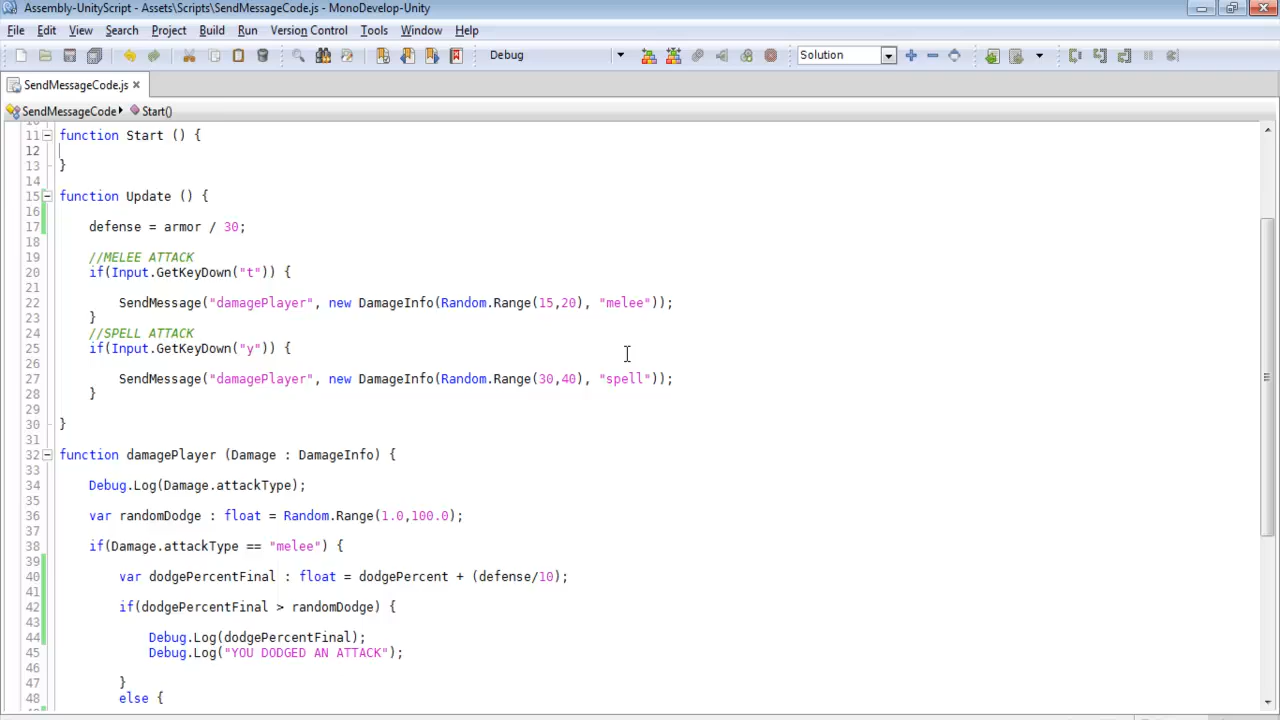 Assembly-UnityScript - Assets\Scripts\SendMessageCode.js - MonoDevelop-Unity
File Edit View Search Project Build Run Version Control Tools Window Help
Debug Solution
SendMessageCode.js
SendMessageCode Start()
11 function Start () {
12
13 }
14
15 function Update () {
16
17 defense = armor / 30;
18
19 //MELEE ATTACK
20 if(Input.GetKeyDown("t")) {
21
22 SendMessage("damagePlayer", new DamageInfo(Random.Range(15,20), "melee"));
23 }
24 //SPELL ATTACK
25 if(Input.GetKeyDown("y")) {
26
27 SendMessage("damagePlayer", new DamageInfo(Random.Range(30,40), "spell"));
28 }
29
30 }
31
32 function damagePlayer (Damage : DamageInfo) {
33
34 Debug.Log(Damage.attackType);
35
36 var randomDodge : float = Random.Range(1.0,100.0);
37
38 if(Damage.attackType == "melee") {
39
40 var dodgePercentFinal : float = dodgePercent + (defense/10);
41
42 if(dodgePercentFinal > randomDodge) {
43
44 Debug.Log(dodgePercentFinal);
45 Debug.Log("YOU DODGED AN ATTACK");
46
47 }
48 else {